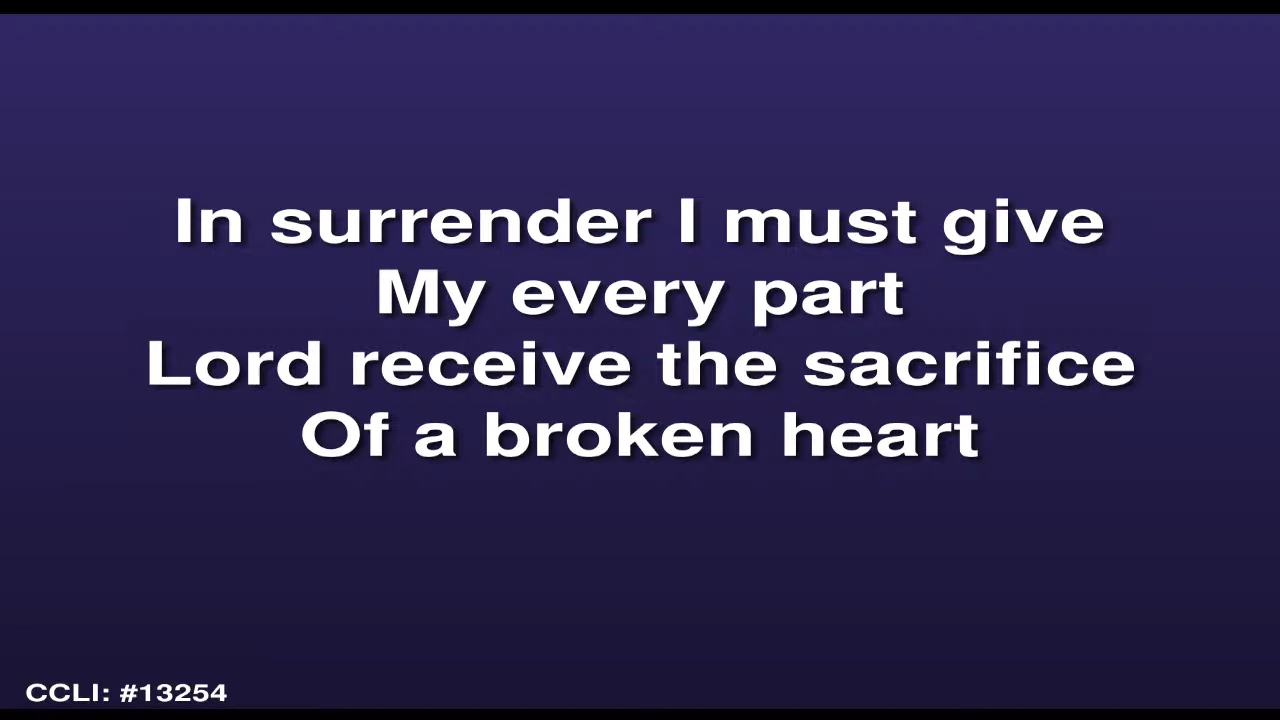 In surrender I must give
My every part
Lord receive the sacrifice
Of a broken heart
CCLI: #13254